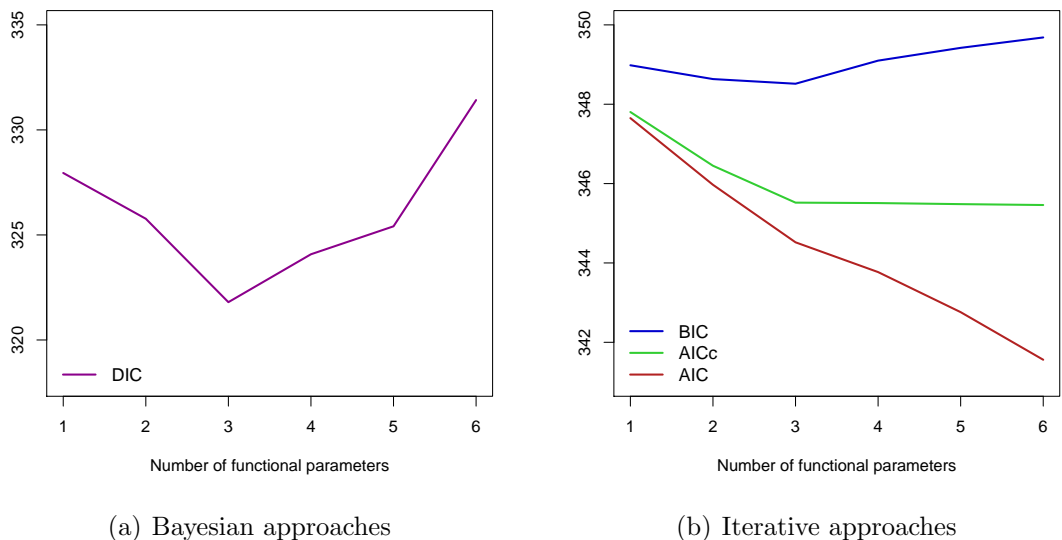 335
330
325
320
DIC
1 2 3 4 5 6
Number of functional parameters
(a) Bayesian approaches
350
348
346
344
342
BIC
AICc
AIC
1 2 3 4 5 6
Number of functional parameters
(b) Iterative approaches